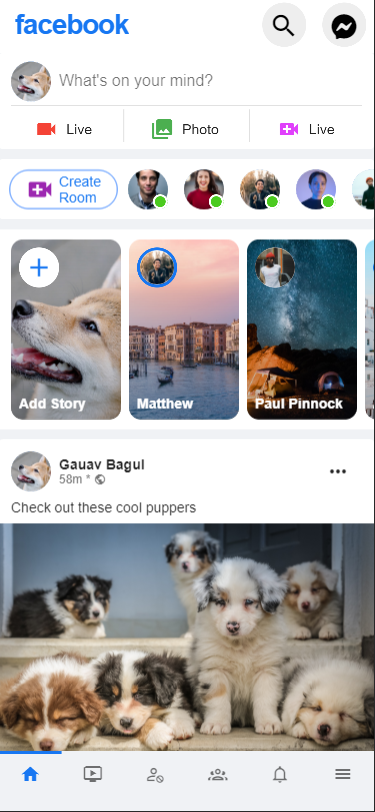 facebook
What's on your mind?
Live
Photo
Live
Create
Room
Add Story
Matthew
Paul Pinnock
Gauav Bagul
58m *
Check out these cool puppers